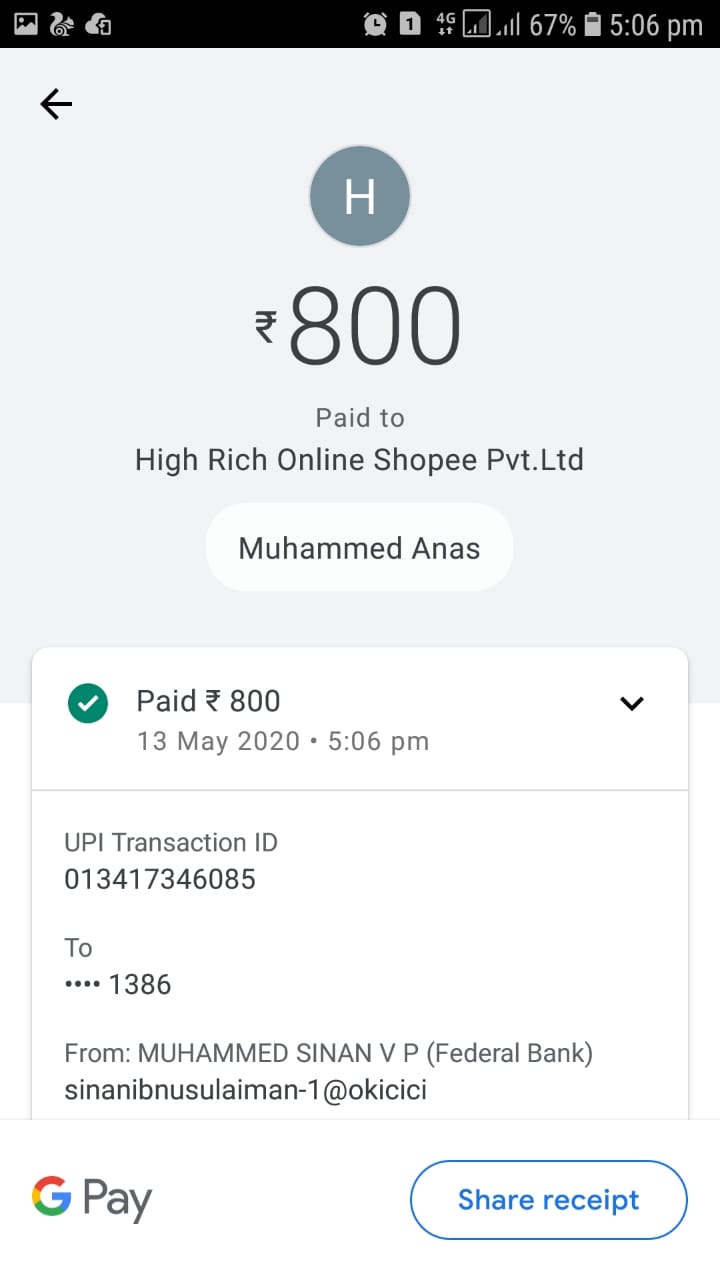 1 4G 67% 5:06 pm
H
₹800
Paid to
High Rich Online Shopee Pvt.Ltd
Muhammed Anas
Paid ₹ 800
13 May 2020 • 5:06 pm
UPI Transaction ID
013417346085
To
•••• 1386
From: MUHAMMED SINAN V P (Federal Bank)
sinanibnusulaiman-1@okicici
G Pay
Share receipt